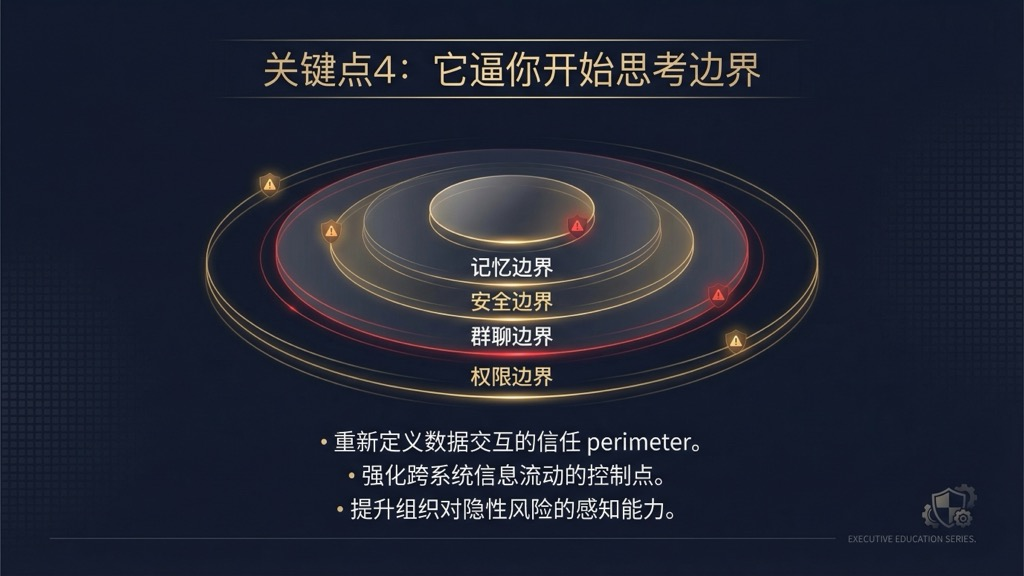 关键点4：它逼你开始思考边界
记忆边界
安全边界
群聊边界
权限边界
• 重新定义数据交互的信任 perimeter。
• 强化跨系统信息流动的控制点。
• 提升组织对隐性风险的感知能力。
EXECUTIVE EDUCATION SERIES.